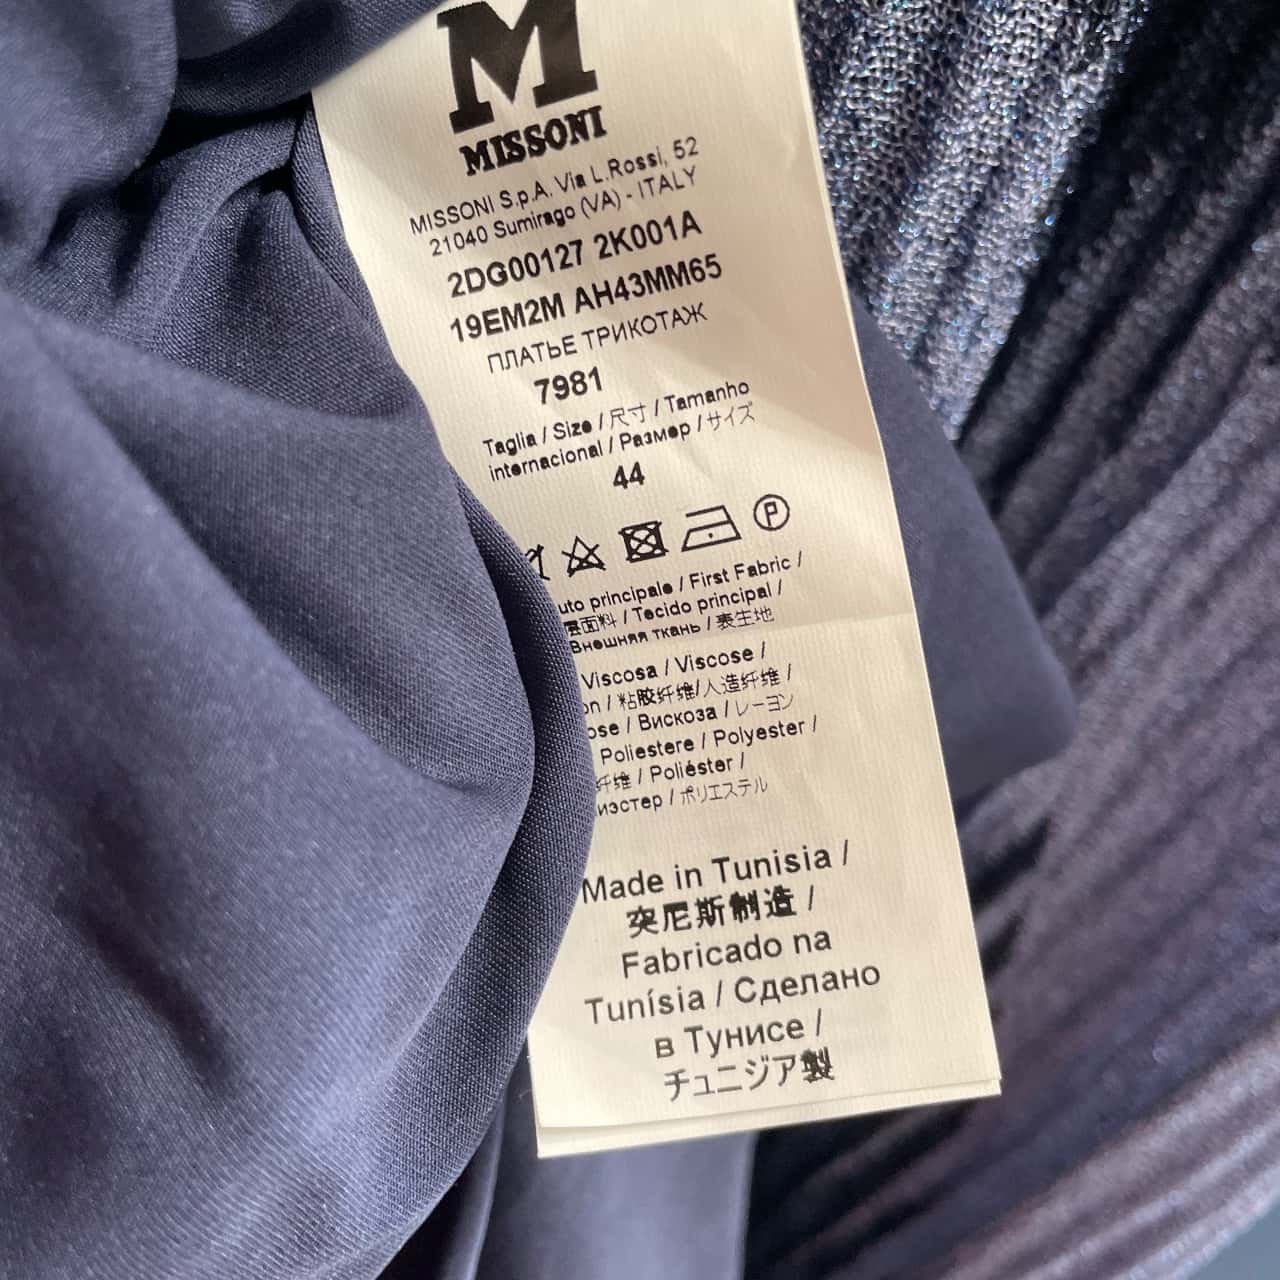 M
MISSONI
MISSONI S.p.A. Via L.Rossi, 52
21040 Sumirago (VA) - ITALY
2DG00127 2K001A
19EM2M AH43MM65
ПЛАТЬЕ ТРИКОТАЖ
7981
Taglia / Size / 尺寸 / Tamanho
internacional / Размер / サイズ
44
P
principale / First Fabric /
层面料 / Tecido principal /
Внешняя ткань / 表生地
Viscosa / Viscose /
/ 粘胶纤维/人造纤维 /
/ Вискоза / レーヨン
Poliestere / Polyester /
纤维 / Poliéster /
/ ポリエステル
Made in Tunisia /
突尼斯制造 /
Fabricado na
Tunísia / Сделано
в Тунисе /
チュニジア製